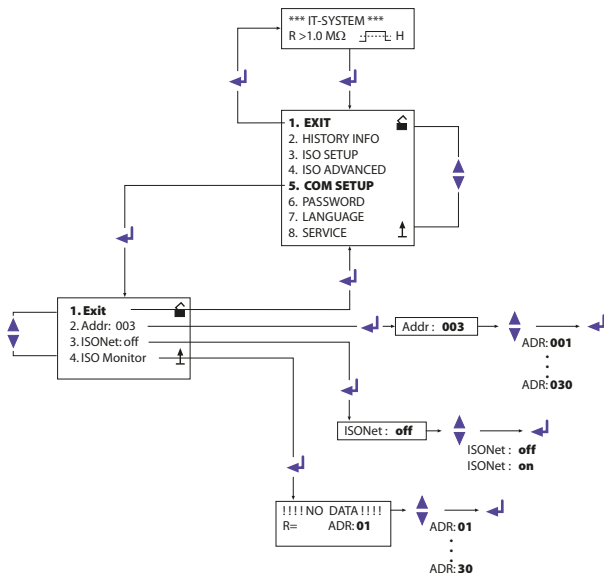 *** IT-SYSTEM ***
R >1.0 MΩ H
1. EXIT
2. HISTORY INFO
3. ISO SETUP
4. ISO ADVANCED
5. COM SETUP
6. PASSWORD
7. LANGUAGE
8. SERVICE
1. Exit
2. Addr: 003
3. ISONet: off
4. ISO Monitor
Addr : 003
ADR: 001
ADR: 030
ISONet : off
ISONet : off
ISONet : on
!!!!NO DATA!!!!
R= ADR: 01
ADR: 01
ADR: 30